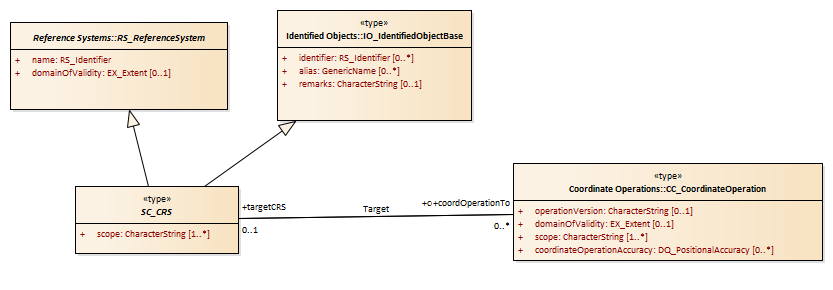 Reference Systems::RS_ReferenceSystem
+ name: RS_Identifier
+ domainOfValidity: EX_Extent [0..1]
«type»
Identified Objects::IO_IdentifiedObjectBase
+ identifier: RS_Identifier [0..*]
+ alias: GenericName [0..*]
+ remarks: CharacterString [0..1]
«type»
SC_CRS
+ scope: CharacterString [1..*]
+targetCRS
0..1
Target
+o+coordOperationTo
0..*
«type»
Coordinate Operations::CC_CoordinateOperation
+ operationVersion: CharacterString [0..1]
+ domainOfValidity: EX_Extent [0..1]
+ scope: CharacterString [1..*]
+ coordinateOperationAccuracy: DQ_PositionalAccuracy [0..*]